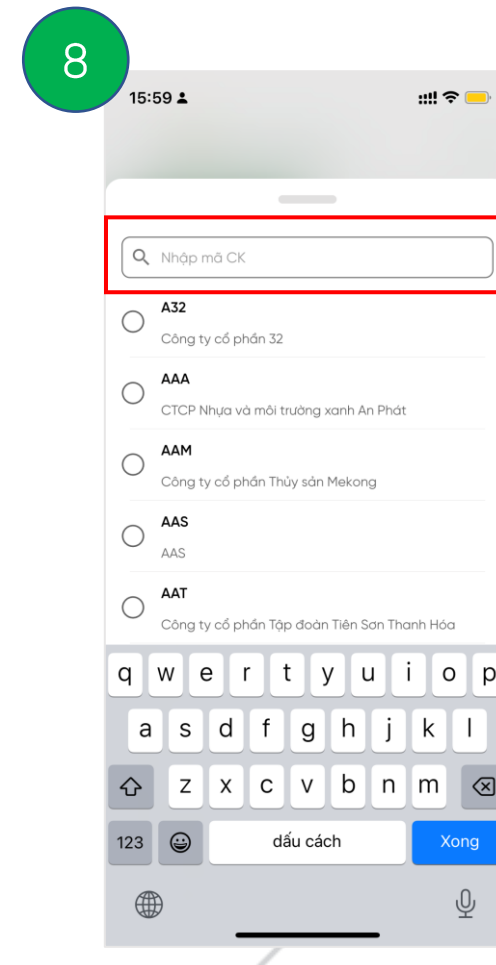 8
15:59
Nhập mã CK
A32
Công ty cổ phần 32
AAA
CTCP Nhựa và môi trường xanh An Phát
AAM
Công ty cổ phần Thủy sản Mekong
AAS
AAS
AAT
Công ty cổ phần Tập đoàn Tiên Sơn Thanh Hóa
q w e r t y u i o p
a s d f g h j k l
z x c v b n m
123 dấu cách Xong